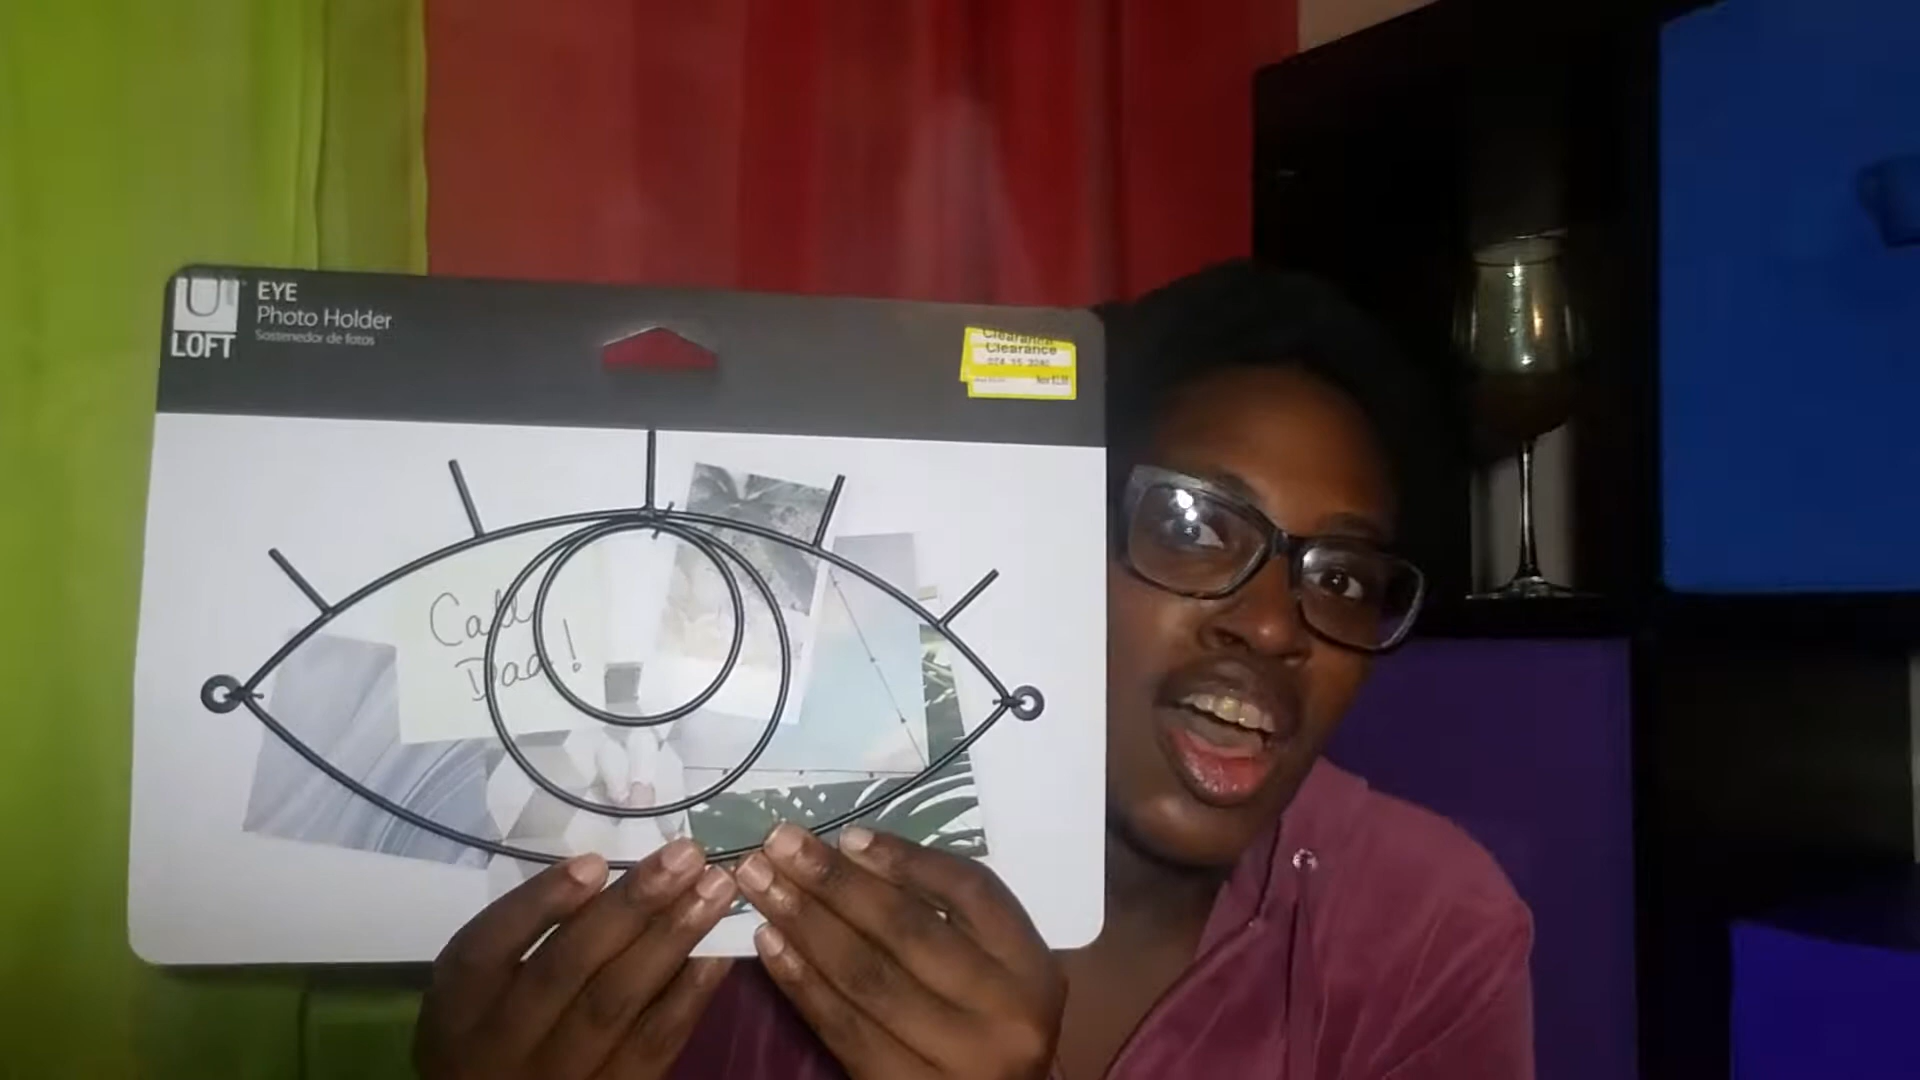 U
LOFT
EYE
Photo Holder
Sostenedor de fotos
Clearance
Clearance
Call
Dad!